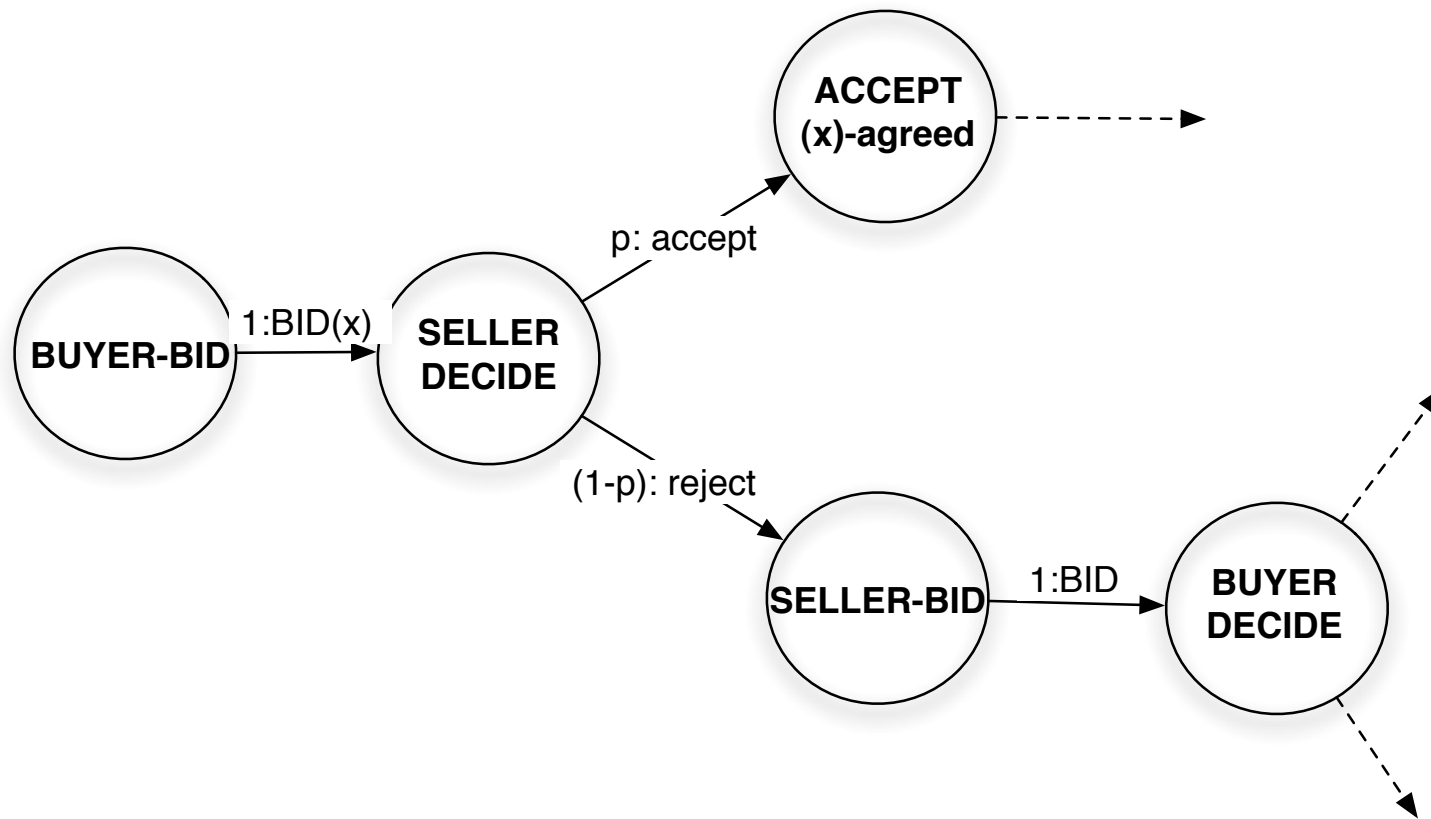 ACCEPT
(x)-agreed
p: accept
1:BID(x)
BUYER-BID
SELLER
DECIDE
(1-p): reject
SELLER-BID
1:BID
BUYER
DECIDE